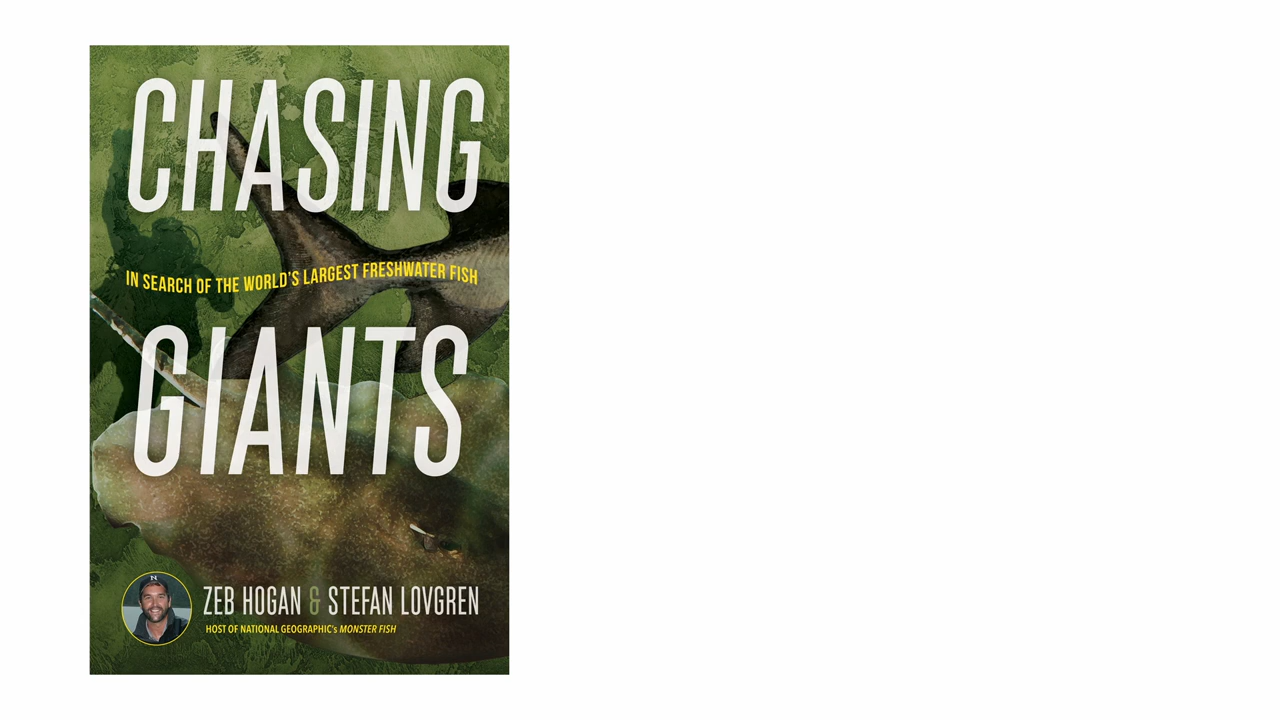 CHASING
IN SEARCH OF THE WORLD'S LARGEST FRESHWATER FISH
GIANTS
N
ZEB HOGAN & STEFAN LOVGREN
HOST OF NATIONAL GEOGRAPHIC's MONSTER FISH